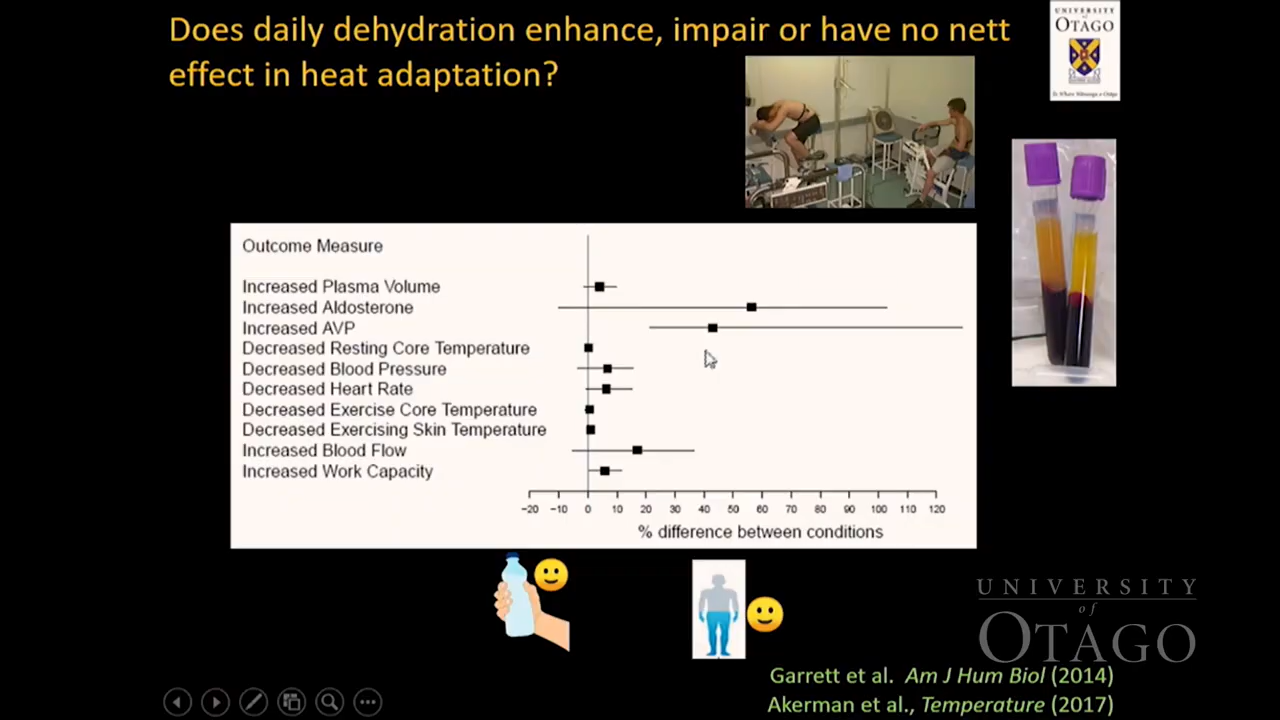 Does daily dehydration enhance, impair or have no nett
effect in heat adaptation?
UNIVERSITY
of
OTAGO
Outcome Measure
Increased Plasma Volume
Increased Aldosterone
Increased AVP
Decreased Resting Core Temperature
Decreased Blood Pressure
Decreased Heart Rate
Decreased Exercise Core Temperature
Decreased Exercising Skin Temperature
Increased Blood Flow
Increased Work Capacity
-20 -10 0 10 20 30 40 50 60 70 80 90 100 110 120
% difference between conditions
UNIVERSITY
of
OTAGO
Garrett et al. Am J Hum Biol (2014)
Akerman et al., Temperature (2017)